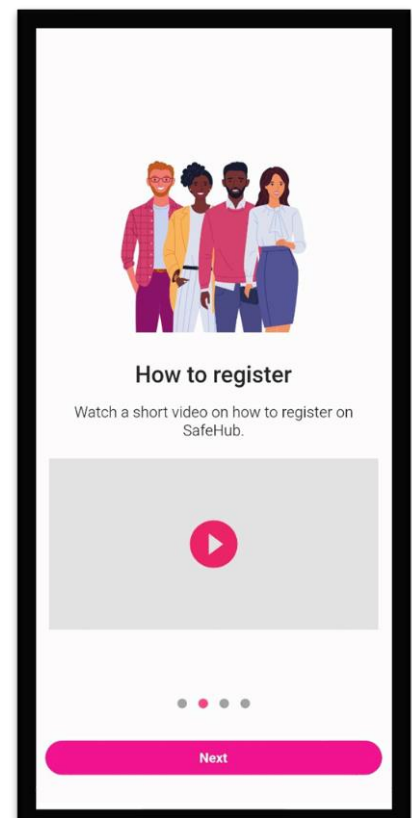 How to register
Watch a short video on how to register on
SafeHub.
Next